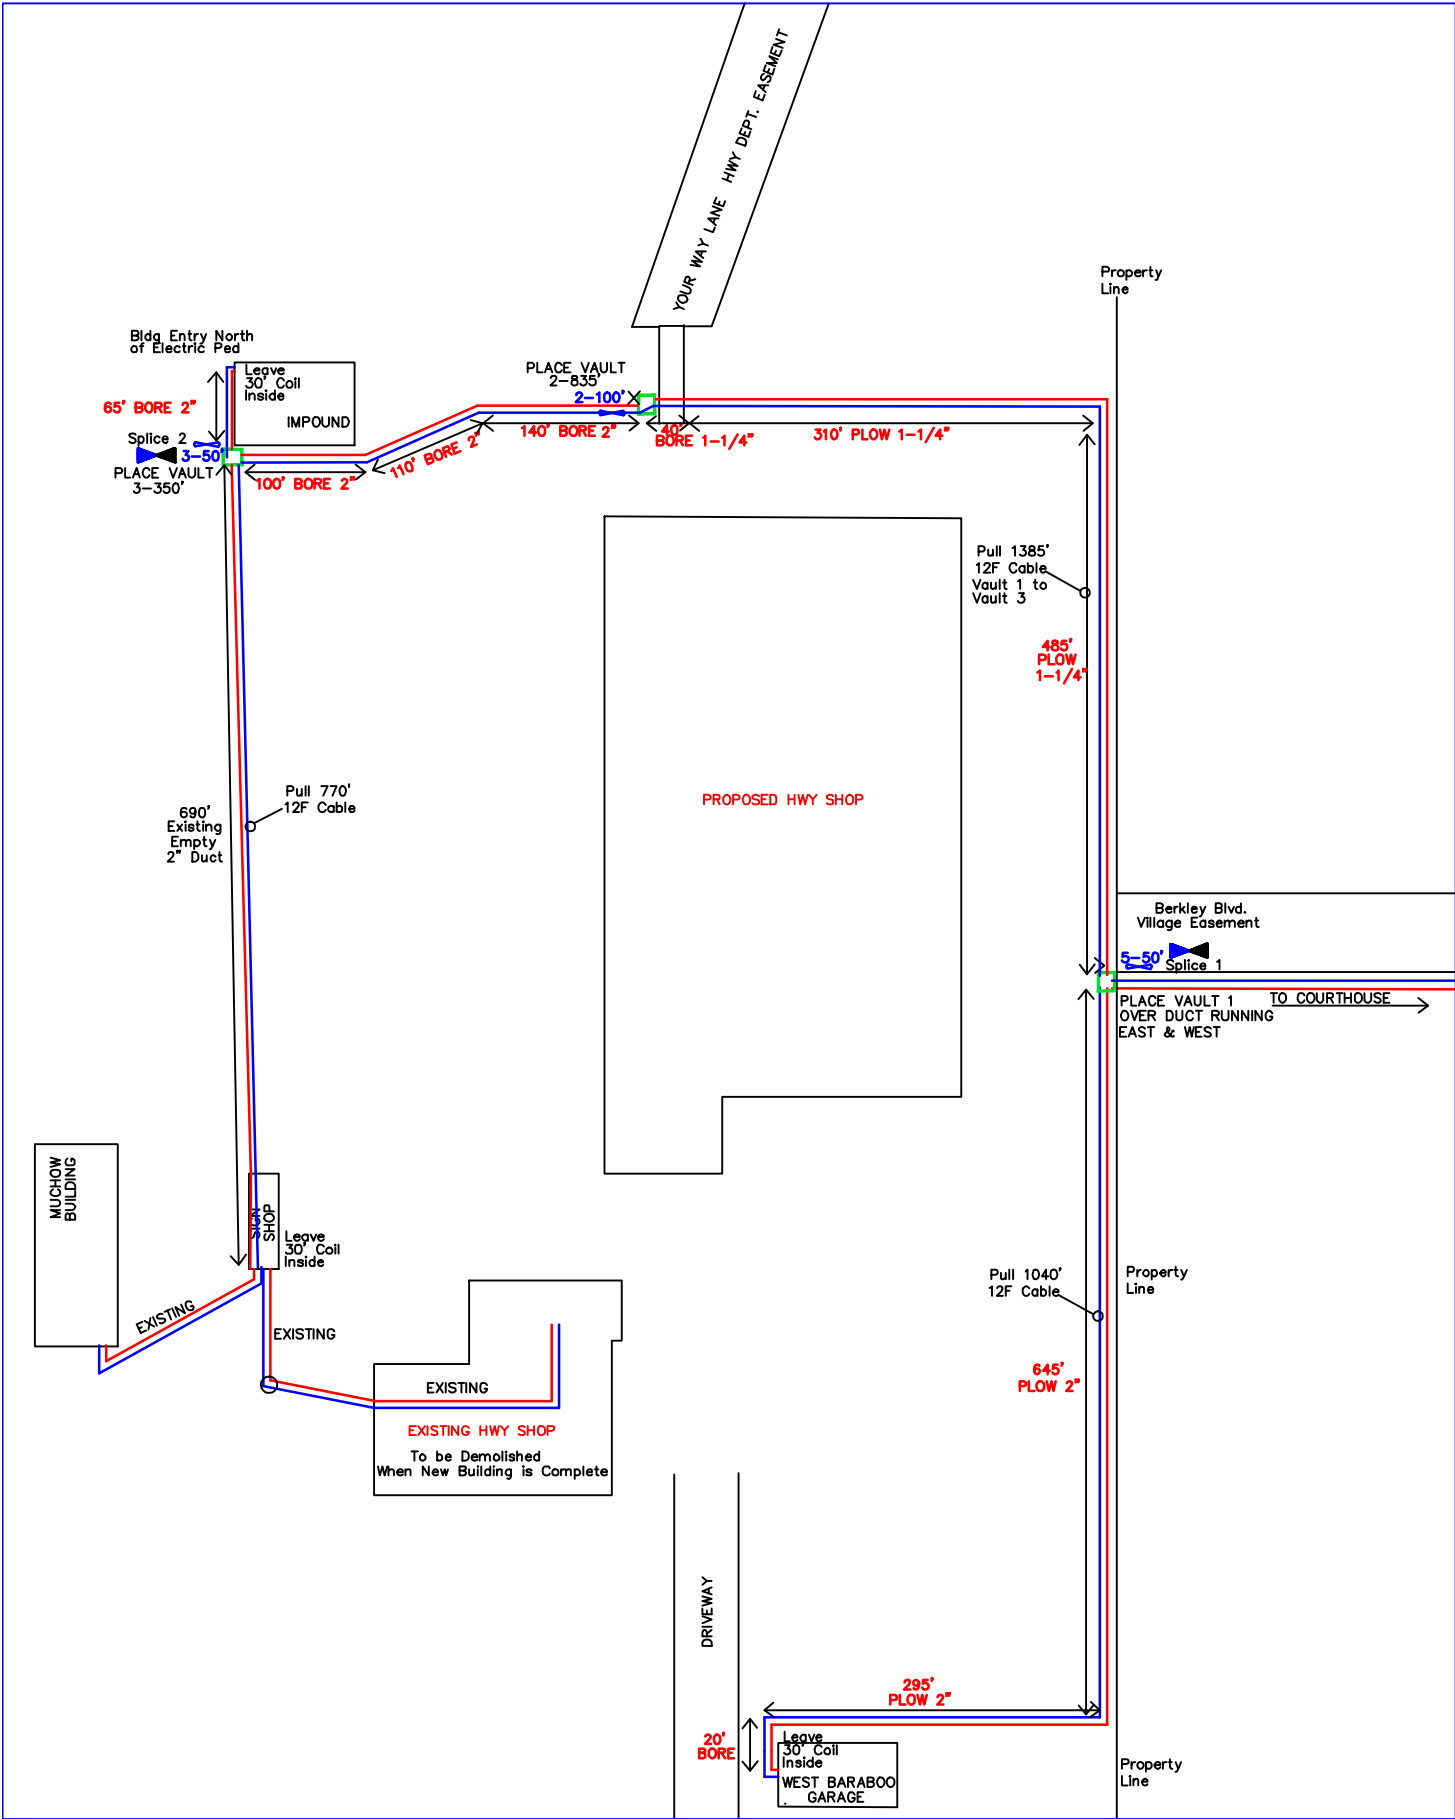 YOUR WAY LANE HWY DEPT. EASEMENT
Property
Line
Bldg Entry North
of Electric Ped
Leave
30' Coil
Inside
IMPOUND
65' BORE 2"
Splice 2
3-50'
PLACE VAULT
3-350'
100' BORE 2"
110' BORE 2"
PLACE VAULT
2-835'
2-100'
140' BORE 2"
40'
BORE 1-1/4"
310' PLOW 1-1/4"
Pull 1385'
12F Cable
Vault 1 to
Vault 3
485'
PLOW
1-1/4"
PROPOSED HWY SHOP
Pull 770'
12F Cable
690'
Existing
Empty
2" Duct
Berkley Blvd.
Village Easement
5-50'
Splice 1
PLACE VAULT 1
OVER DUCT RUNNING
EAST & WEST
TO COURTHOUSE
MUCHOW
BUILDING
SIGN
SHOP
Leave
30' Coil
Inside
EXISTING
EXISTING
EXISTING
EXISTING HWY SHOP
To be Demolished
When New Building is Complete
Pull 1040'
12F Cable
Property
Line
645'
PLOW 2"
DRIVEWAY
295'
PLOW 2"
20'
BORE
Leave
30' Coil
Inside
WEST BARABOO
GARAGE
Property
Line